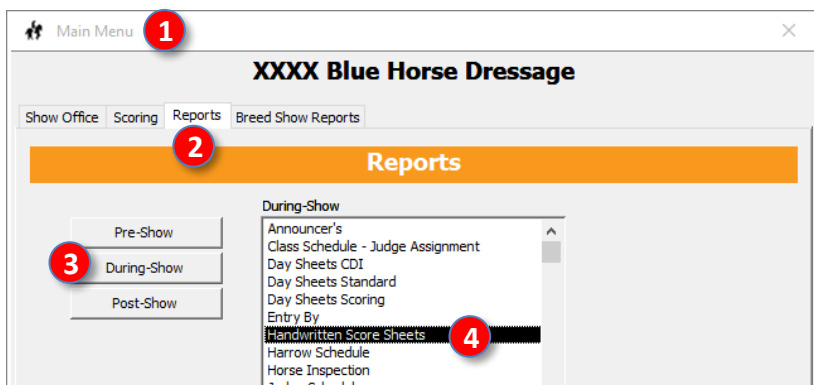 Main Menu 1
XXXX Blue Horse Dressage
Show Office Scoring Reports Breed Show Reports
2
Reports
During-Show
Pre-Show
3 During-Show
Post-Show
Announcer's
Class Schedule - Judge Assignment
Day Sheets CDI
Day Sheets Standard
Day Sheets Scoring
Entry By
Handwritten Score Sheets 4
Harrow Schedule
Horse Inspection